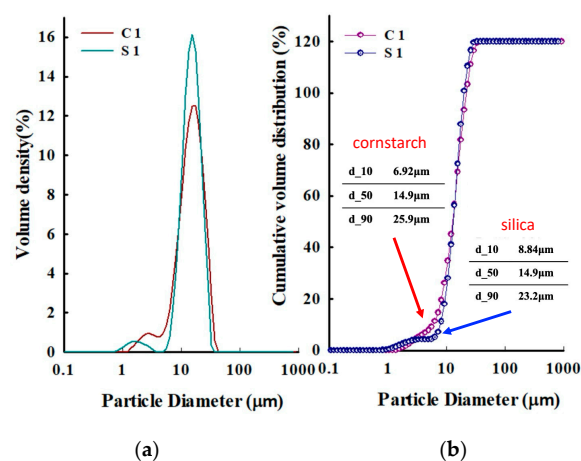 C 1
S 1
16
14
12
10
8
6
4
2
0
0.1
1
10
100
1000
Volume density(%)
Particle Diameter (μm)
(a)
C 1
S 1
120
100
80
60
40
20
0
0.1
1
10
100
1000
Cumulative volume distribution (%)
Particle Diameter (μm)
cornstarch
d_10 6.92μm
d_50 14.9μm
d_90 25.9μm
silica
d_10 8.84μm
d_50 14.9μm
d_90 23.2μm
(b)